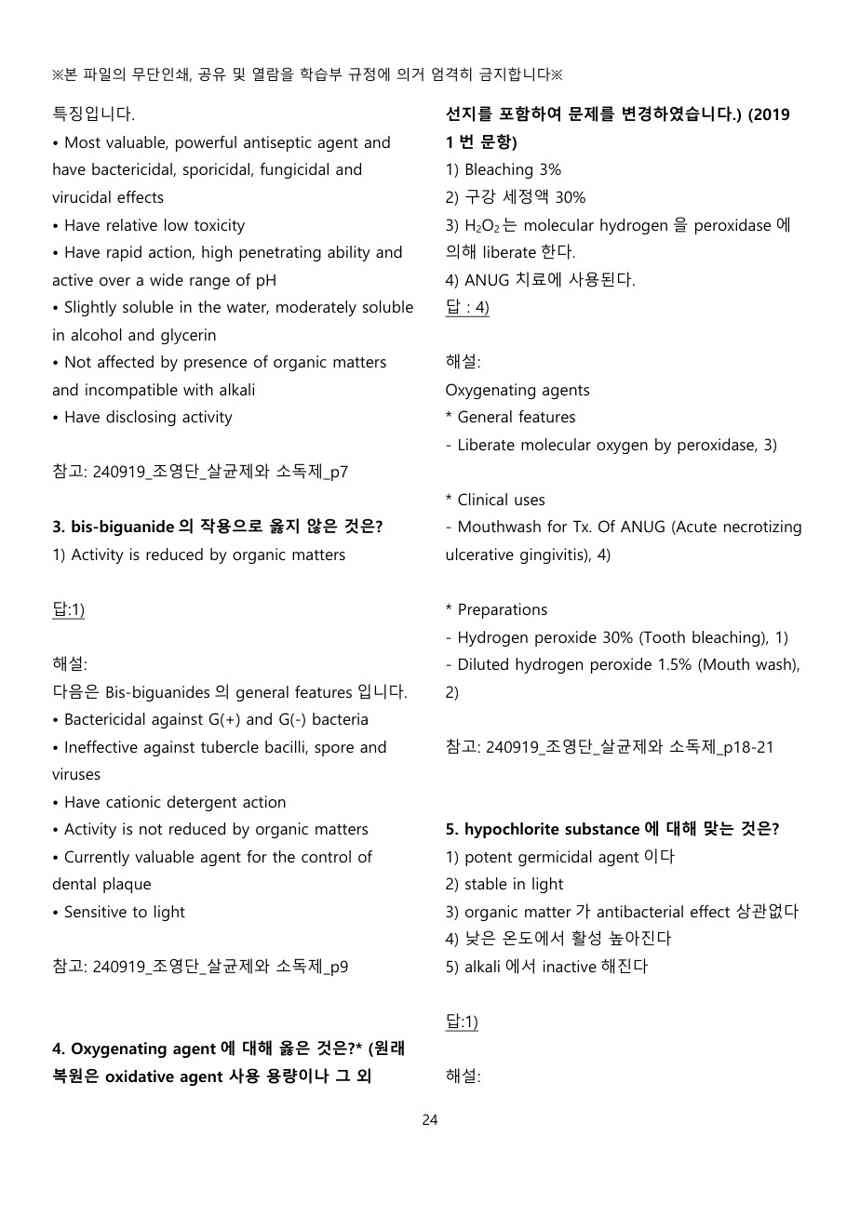 ※본 파일의 무단인쇄, 공유 및 열람을 학습부 규정에 의거 엄격히 금지합니다※
특징입니다.
• Most valuable, powerful antiseptic agent and
have bactericidal, sporicidal, fungicidal and
virucidal effects
• Have relative low toxicity
• Have rapid action, high penetrating ability and
active over a wide range of pH
• Slightly soluble in the water, moderately soluble
in alcohol and glycerin
• Not affected by presence of organic matters
and incompatible with alkali
• Have disclosing activity
참고: 240919_조영단_살균제와 소독제_p7
3. bis-biguanide 의 작용으로 옳지 않은 것은?
1) Activity is reduced by organic matters
답:1)
해설:
다음은 Bis-biguanides 의 general features 입니다.
• Bactericidal against G(+) and G(-) bacteria
• Ineffective against tubercle bacilli, spore and
viruses
• Have cationic detergent action
• Activity is not reduced by organic matters
• Currently valuable agent for the control of
dental plaque
• Sensitive to light
참고: 240919_조영단_살균제와 소독제_p9
4. Oxygenating agent 에 대해 옳은 것은?* (원래
복원은 oxidative agent 사용 용량이나 그 외
선지를 포함하여 문제를 변경하였습니다.) (2019
1 번 문항)
1) Bleaching 3%
2) 구강 세정액 30%
3) H₂O₂는 molecular hydrogen 을 peroxidase 에
의해 liberate 한다.
4) ANUG 치료에 사용된다.
답 : 4)
해설:
Oxygenating agents
* General features
- Liberate molecular oxygen by peroxidase, 3)
* Clinical uses
- Mouthwash for Tx. Of ANUG (Acute necrotizing
ulcerative gingivitis), 4)
* Preparations
- Hydrogen peroxide 30% (Tooth bleaching), 1)
- Diluted hydrogen peroxide 1.5% (Mouth wash),
2)
참고: 240919_조영단_살균제와 소독제_p18-21
5. hypochlorite substance 에 대해 맞는 것은?
1) potent germicidal agent 이다
2) stable in light
3) organic matter 가 antibacterial effect 상관없다
4) 낮은 온도에서 활성 높아진다
5) alkali 에서 inactive 해진다
답:1)
해설:
24